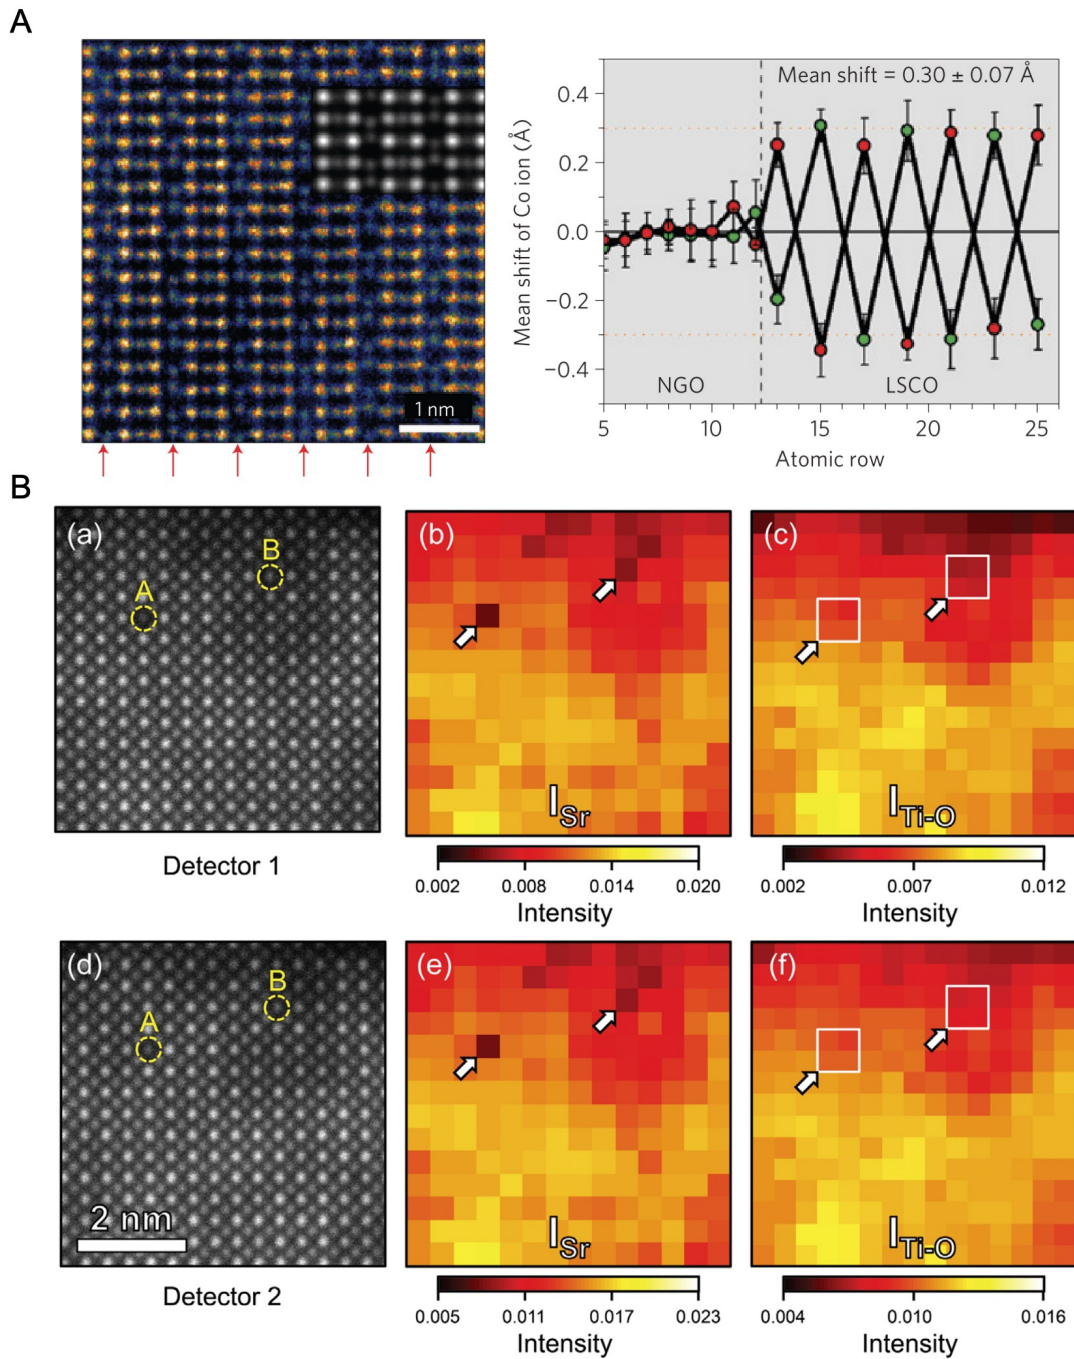 A
1 nm
Mean shift = 0.30 ± 0.07 Å
Mean shift of Co ion (Å)
0.4
0.2
0.0
−0.2
−0.4
NGO
LSCO
5
10
15
20
25
Atomic row
B
(a)
A
B
Detector 1
(b)
I_Sr
0.002
0.008
0.014
0.020
Intensity
(c)
I_Ti-O
0.002
0.007
0.012
Intensity
(d)
A
B
2 nm
Detector 2
(e)
I_Sr
0.005
0.011
0.017
0.023
Intensity
(f)
I_Ti-O
0.004
0.010
0.016
Intensity